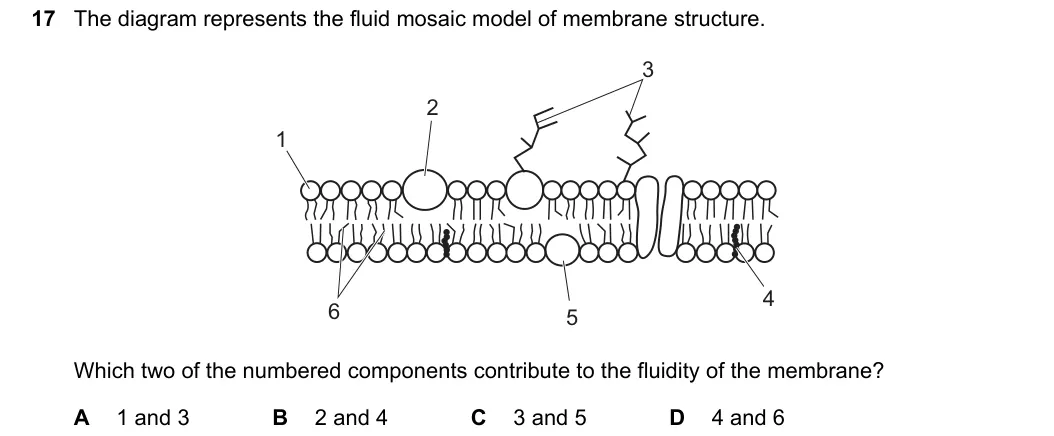 17 The diagram represents the fluid mosaic model of membrane structure.
3
2
1
6
5
4
Which two of the numbered components contribute to the fluidity of the membrane?
A 1 and 3 B 2 and 4 C 3 and 5 D 4 and 6